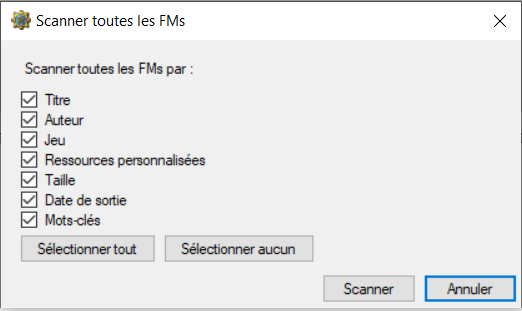 Scanner toutes les FMs
Scanner toutes les FMs par :
Titre
Auteur
Jeu
Ressources personnalisées
Taille
Date de sortie
Mots-clés
Sélectionner tout Sélectionner aucun
Scanner Annuler